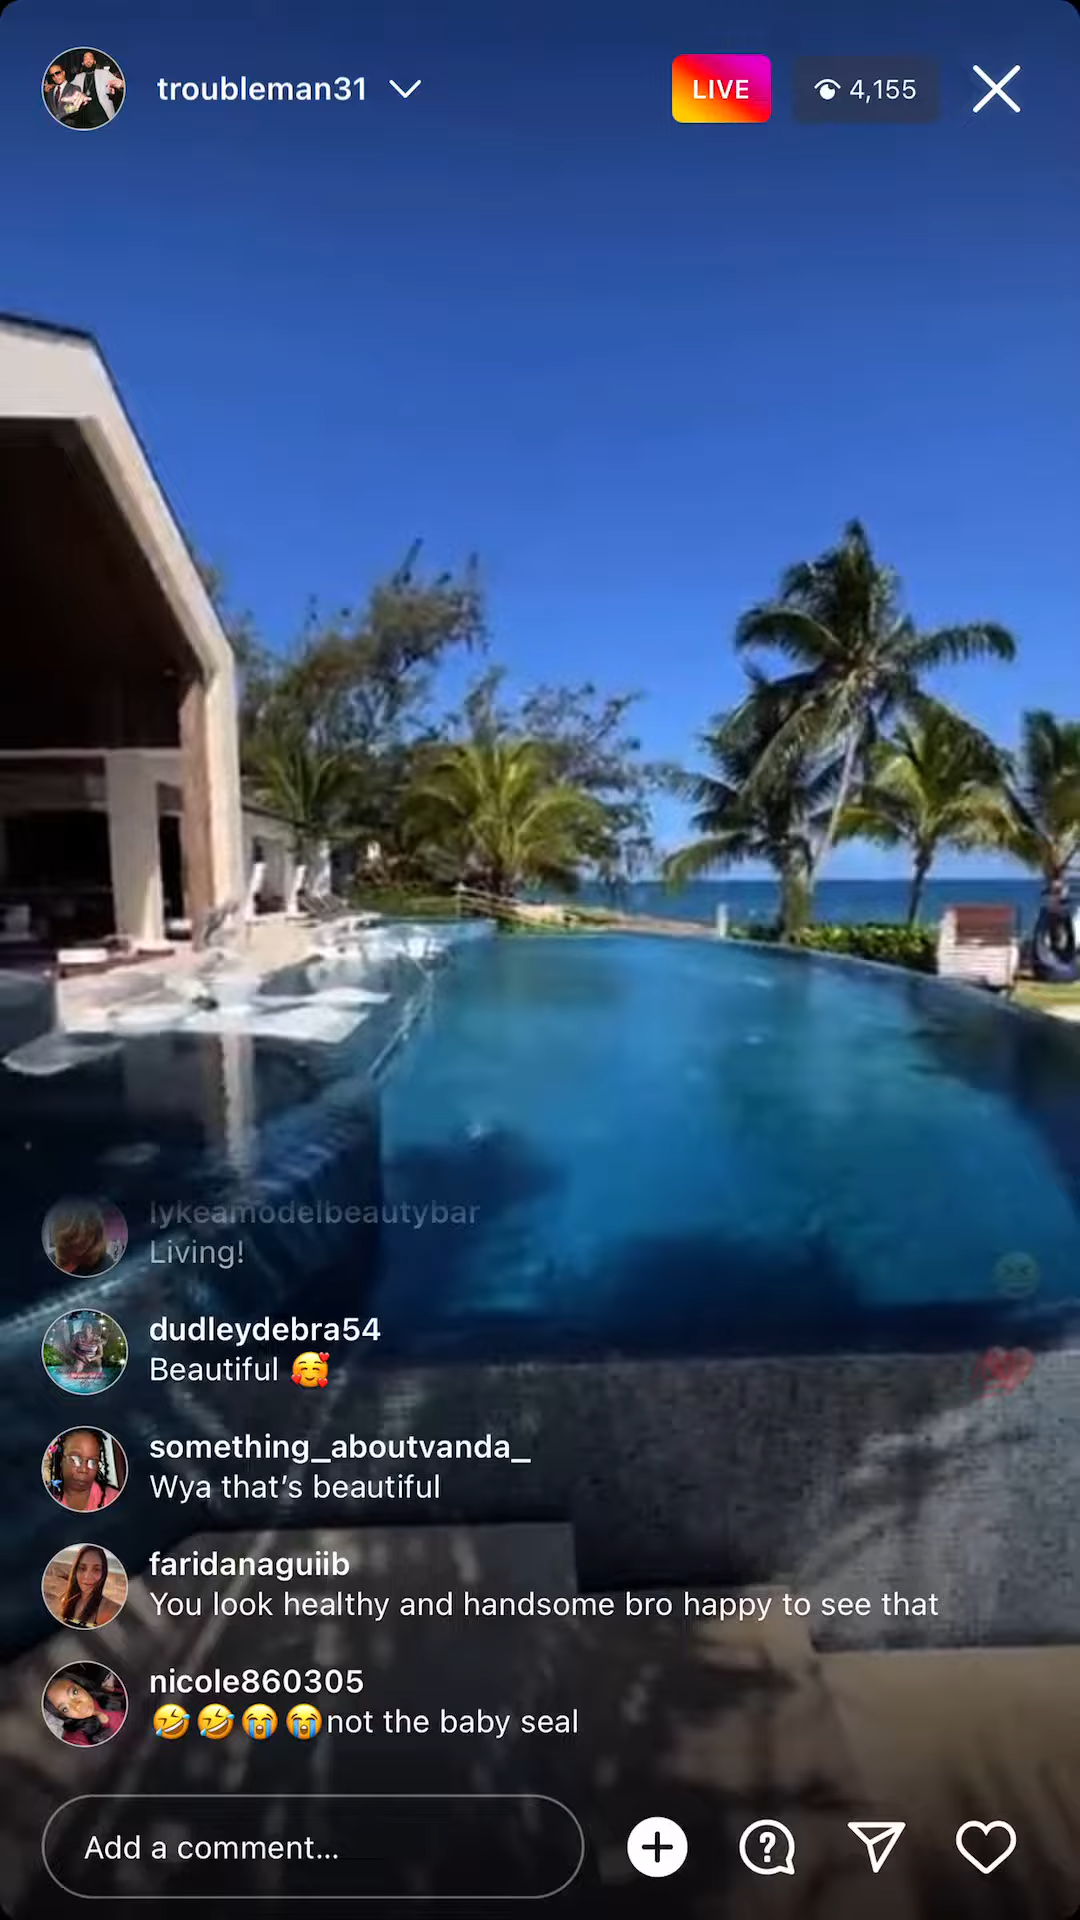 troubleman31
LIVE
4,155
lykeamodelbeautybar
Living!
dudleydebra54
Beautiful 🥰
something_aboutvanda_
Wya that’s beautiful
faridanaguiib
You look healthy and handsome bro happy to see that
nicole860305
🤣🤣😭😭not the baby seal
Add a comment...